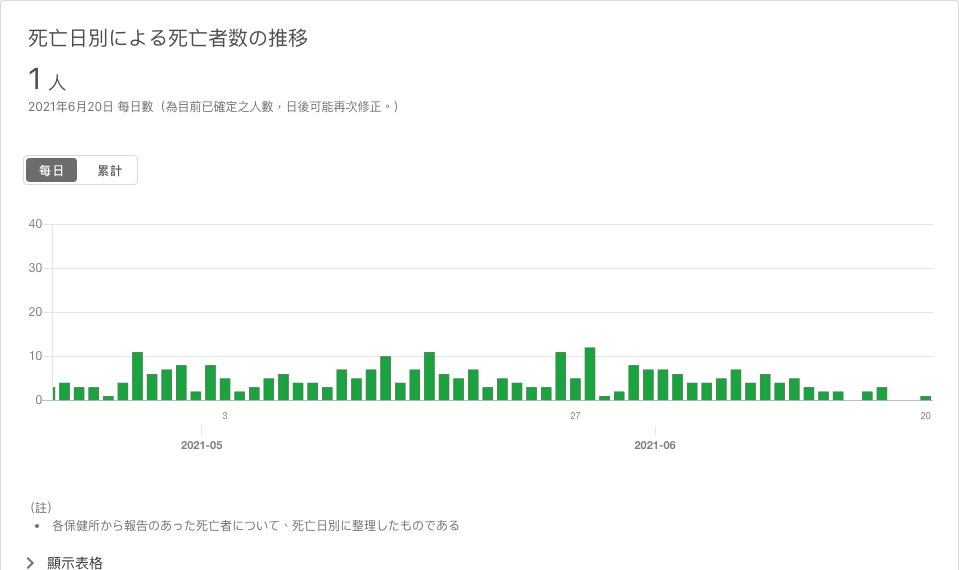 死亡日別による死亡者数の推移
1 人
2021年6月20日 每日數（為目前已確定之人數，日後可能再次修正。）
每日 累計
40
30
20
10
0
3 27 20
2021-05 2021-06
（註）
• 各保健所から報告のあった死亡者について、死亡日別に整理したものである
顯示表格